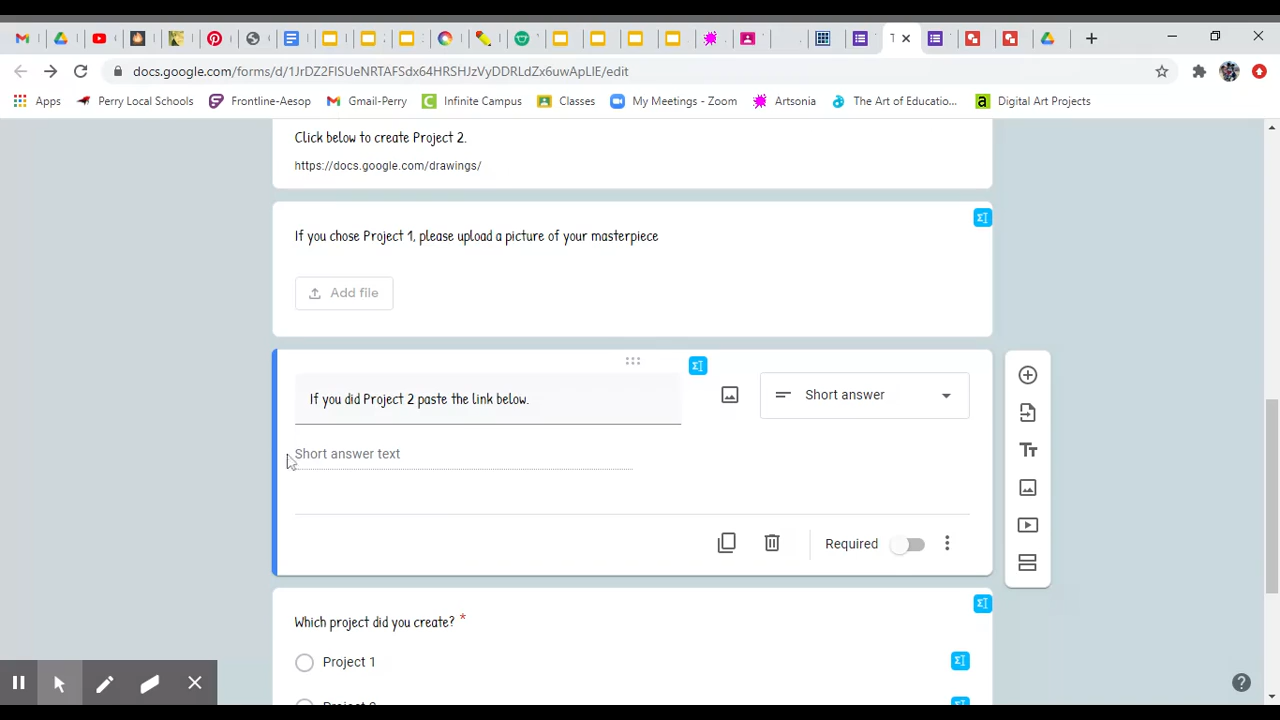 1
docs.google.com/forms/d/1JrDZ2FlSUeNRTAFSdx64HRSHJzVyDDRLdZx6uwApLlE/edit
Apps
Perry Local Schools
Frontline-Aesop
Gmail-Perry
Infinite Campus
Classes
My Meetings - Zoom
Artsonia
The Art of Educatio...
Digital Art Projects
Click below to create Project 2.
https://docs.google.com/drawings/
If you chose Project 1, please upload a picture of your masterpiece
Add file
If you did Project 2 paste the link below.
Short answer
Short answer text
Required
Which project did you create? *
Project 1